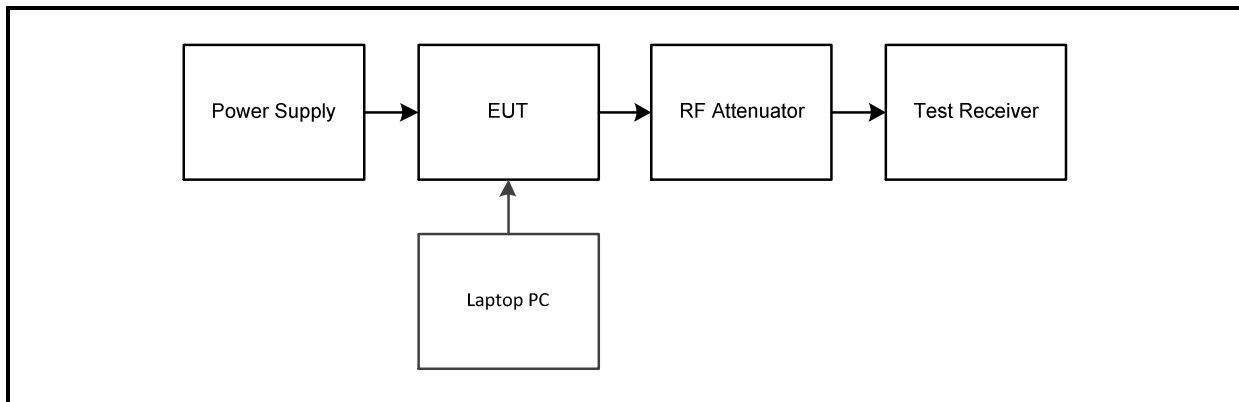 Power Supply
EUT
RF Attenuator
Test Receiver
Laptop PC